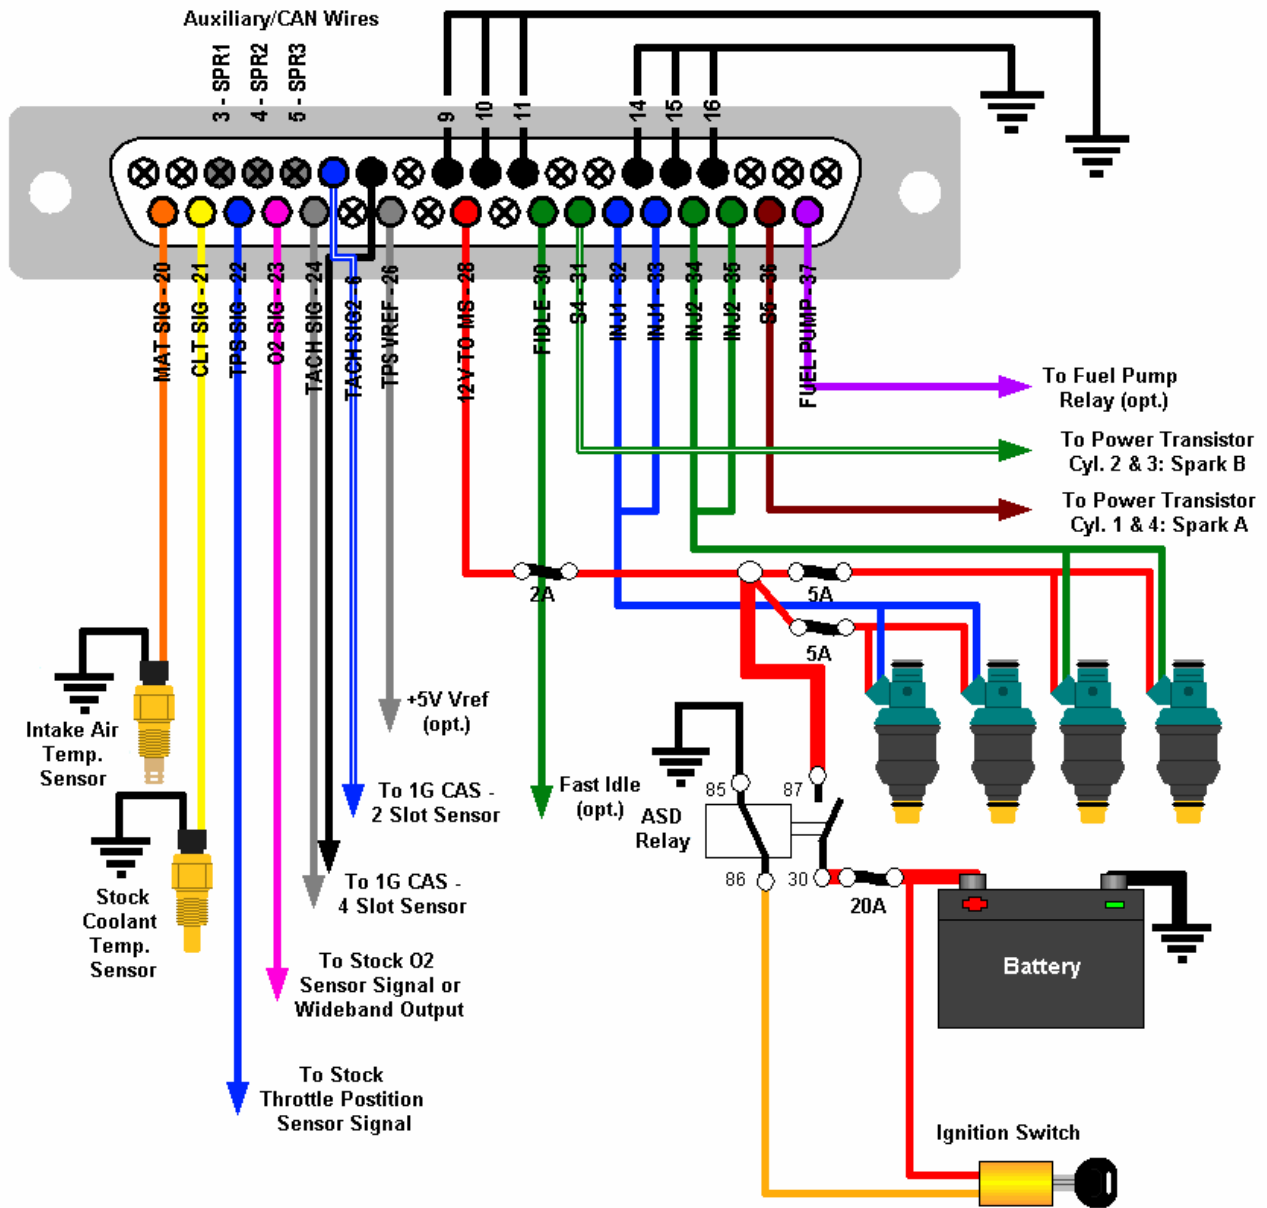 Auxiliary/CAN Wires
3 - SPR1
4 - SPR2
5 - SPR3
9
10
11
14
15
16
MAT SIG - 20
CLT SIG - 21
TPS SIG - 22
O2 SIG - 23
TACH SIG - 24
TACH SIG2 - 6
TPS VREF - 26
12V TO MS - 28
FIDLE - 30
S4 - 31
INJ1 - 32
INJ1 - 33
INJ2 - 34
INJ2 - 35
S5 - 36
FUEL PUMP - 37
To Fuel Pump
Relay (opt.)
To Power Transistor
Cyl. 2 & 3: Spark B
To Power Transistor
Cyl. 1 & 4: Spark A
2A
5A
5A
+5V Vref
(opt.)
Intake Air
Temp.
Sensor
To 1G CAS -
2 Slot Sensor
Fast Idle
(opt.)
85
87
ASD
Relay
86
30
20A
To 1G CAS -
4 Slot Sensor
Stock
Coolant
Temp.
Sensor
Battery
To Stock O2
Sensor Signal or
Wideband Output
To Stock
Throttle Postition
Sensor Signal
Ignition Switch